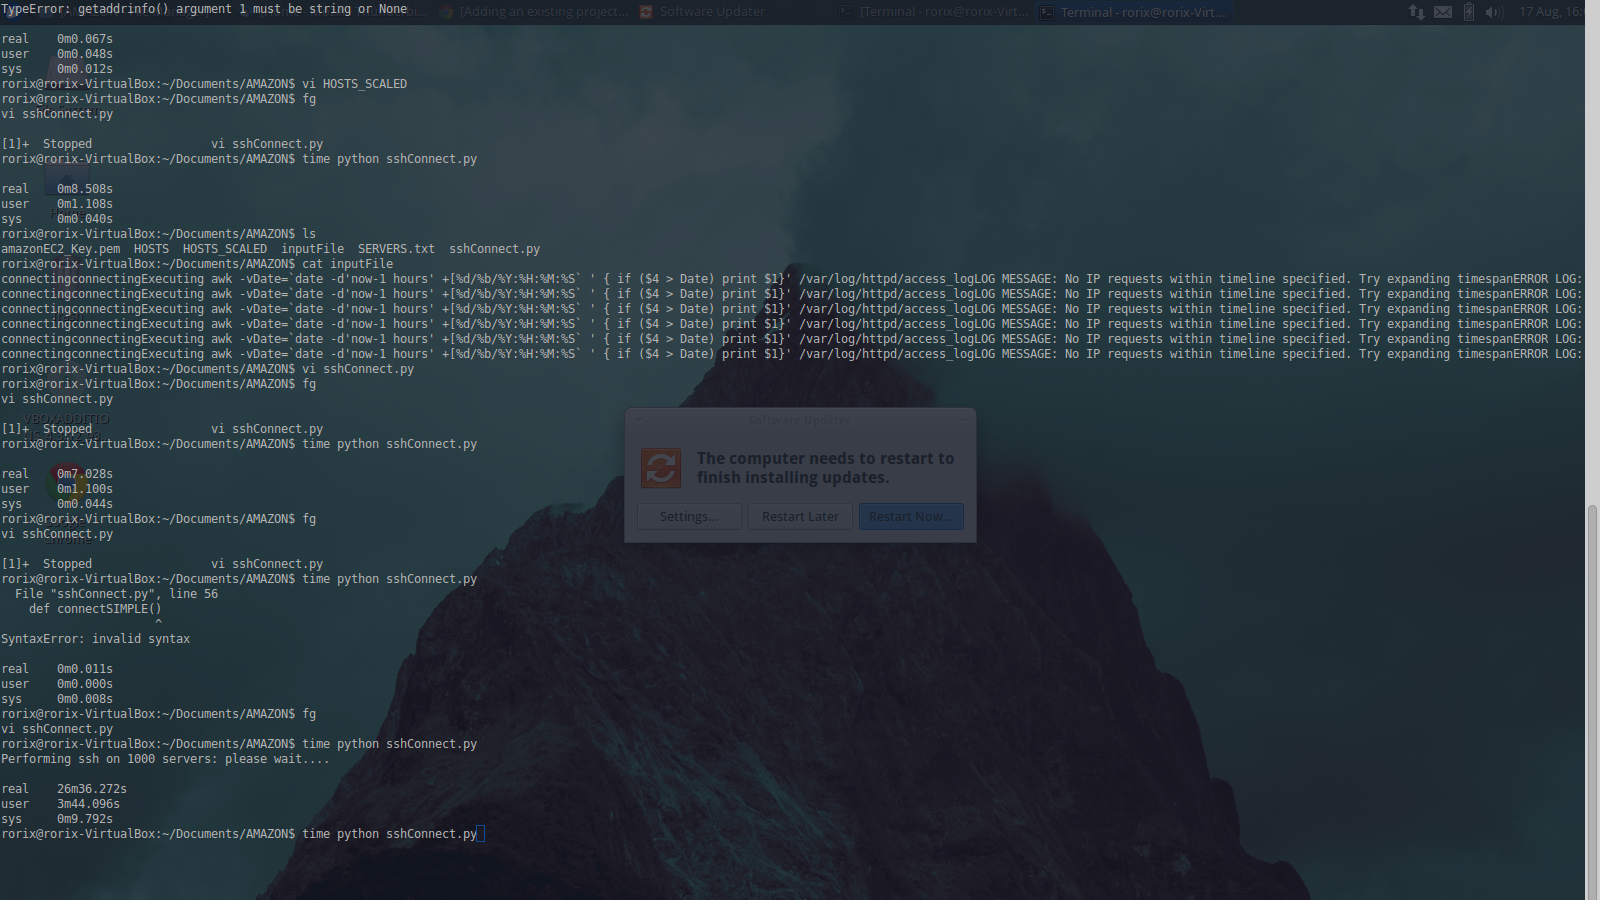 TypeError: getaddrinfo() argument 1 must be string or None
[Adding an existing project...
Software Updater
[Terminal - rorix@rorix-Virt...
Terminal - rorix@rorix-Virt...
17 Aug, 16:
real    0m0.067s
user    0m0.048s
sys     0m0.012s
rorix@rorix-VirtualBox:~/Documents/AMAZON$ vi HOSTS_SCALED
rorix@rorix-VirtualBox:~/Documents/AMAZON$ fg
vi sshConnect.py
[1]+  Stopped                 vi sshConnect.py
rorix@rorix-VirtualBox:~/Documents/AMAZON$ time python sshConnect.py
real    0m8.508s
user    0m1.108s
sys     0m0.040s
rorix@rorix-VirtualBox:~/Documents/AMAZON$ ls
amazonEC2_Key.pem  HOSTS  HOSTS_SCALED  inputFile  SERVERS.txt  sshConnect.py
rorix@rorix-VirtualBox:~/Documents/AMAZON$ cat inputFile
connectingconnectingExecuting awk -vDate=`date -d'now-1 hours' +[%d/%b/%Y:%H:%M:%S` ' { if ($4 > Date) print $1}' /var/log/httpd/access_logLOG MESSAGE: No IP requests within timeline specified. Try expanding timespanERROR LOG:
connectingconnectingExecuting awk -vDate=`date -d'now-1 hours' +[%d/%b/%Y:%H:%M:%S` ' { if ($4 > Date) print $1}' /var/log/httpd/access_logLOG MESSAGE: No IP requests within timeline specified. Try expanding timespanERROR LOG:
connectingconnectingExecuting awk -vDate=`date -d'now-1 hours' +[%d/%b/%Y:%H:%M:%S` ' { if ($4 > Date) print $1}' /var/log/httpd/access_logLOG MESSAGE: No IP requests within timeline specified. Try expanding timespanERROR LOG:
connectingconnectingExecuting awk -vDate=`date -d'now-1 hours' +[%d/%b/%Y:%H:%M:%S` ' { if ($4 > Date) print $1}' /var/log/httpd/access_logLOG MESSAGE: No IP requests within timeline specified. Try expanding timespanERROR LOG:
connectingconnectingExecuting awk -vDate=`date -d'now-1 hours' +[%d/%b/%Y:%H:%M:%S` ' { if ($4 > Date) print $1}' /var/log/httpd/access_logLOG MESSAGE: No IP requests within timeline specified. Try expanding timespanERROR LOG:
connectingconnectingExecuting awk -vDate=`date -d'now-1 hours' +[%d/%b/%Y:%H:%M:%S` ' { if ($4 > Date) print $1}' /var/log/httpd/access_logLOG MESSAGE: No IP requests within timeline specified. Try expanding timespanERROR LOG:
rorix@rorix-VirtualBox:~/Documents/AMAZON$ vi sshConnect.py
rorix@rorix-VirtualBox:~/Documents/AMAZON$ fg
vi sshConnect.py
VBOXADDITIO
[1]+  Stopped                 vi sshConnect.py
rorix@rorix-VirtualBox:~/Documents/AMAZON$ time python sshConnect.py
real    0m7.028s
user    0m1.100s
sys     0m0.044s
rorix@rorix-VirtualBox:~/Documents/AMAZON$ fg
vi sshConnect.py
[1]+  Stopped                 vi sshConnect.py
rorix@rorix-VirtualBox:~/Documents/AMAZON$ time python sshConnect.py
  File "sshConnect.py", line 56
    def connectSIMPLE()
                      ^
SyntaxError: invalid syntax
real    0m0.011s
user    0m0.000s
sys     0m0.008s
rorix@rorix-VirtualBox:~/Documents/AMAZON$ fg
vi sshConnect.py
rorix@rorix-VirtualBox:~/Documents/AMAZON$ time python sshConnect.py
Performing ssh on 1000 servers: please wait....
real    26m36.272s
user    3m44.096s
sys     0m9.792s
rorix@rorix-VirtualBox:~/Documents/AMAZON$ time python sshConnect.py
Software Updater
The computer needs to restart to
finish installing updates.
Settings...
Restart Later
Restart Now...